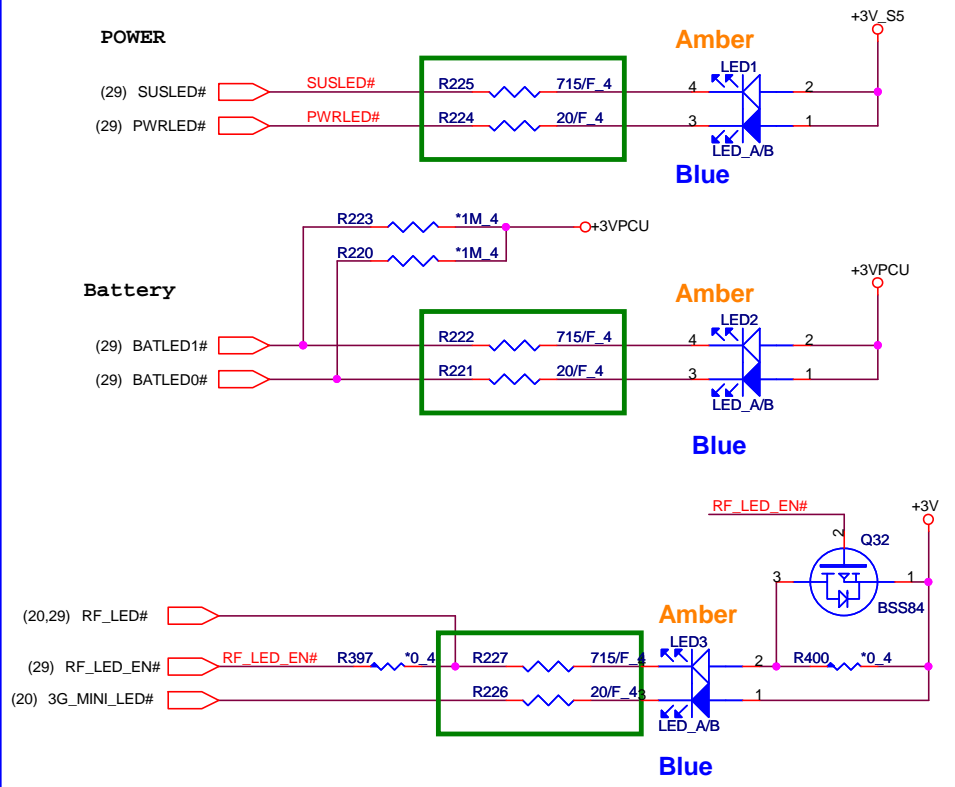 +3V_S5
POWER
Amber
LED1
(29) SUSLED#
SUSLED#
R225
715/F_4
4
2
(29) PWRLED#
PWRLED#
R224
20/F_4
3
1
LED_A/B
Blue
R223
*1M_4
+3VPCU
R220
*1M_4
+3VPCU
Battery
Amber
LED2
(29) BATLED1#
R222
715/F_4
4
2
(29) BATLED0#
R221
20/F_4
3
1
LED_A/B
Blue
RF_LED_EN#
+3V
2
Q32
3
1
BSS84
(20,29) RF_LED#
Amber
LED3
(29) RF_LED_EN#
RF_LED_EN#
R397
*0_4
R227
715/F_4
4
2
R400
*0_4
(20) 3G_MINI_LED#
R226
20/F_4
3
1
LED_A/B
Blue